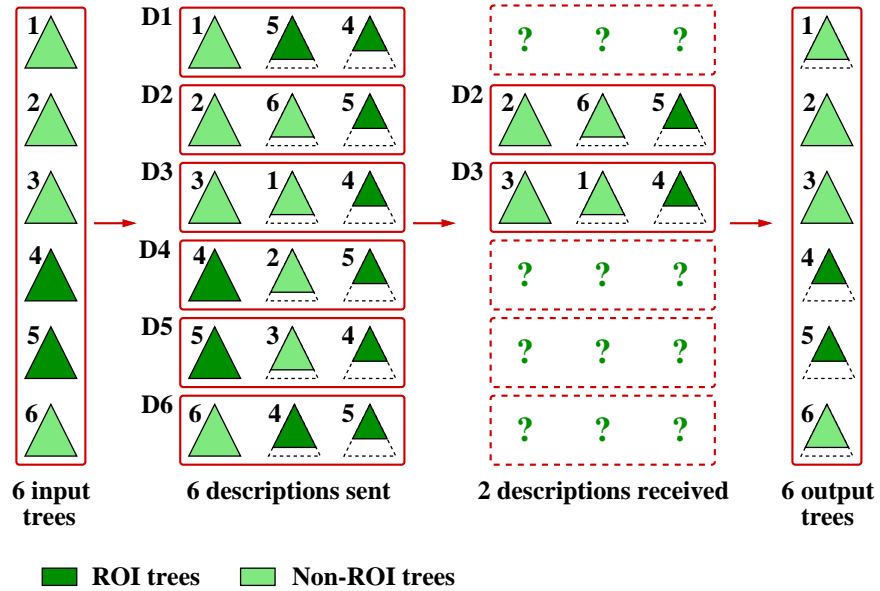 1
2
3
4
5
6
D1 1 5 4
D2 2 6 5
D3 3 1 4
D4 4 2 5
D5 5 3 4
D6 6 4 5
? ? ?
D2 2 6 5
D3 3 1 4
? ? ?
? ? ?
? ? ?
1
2
3
4
5
6
6 input
trees
6 descriptions sent
2 descriptions received
6 output
trees
ROI trees
Non-ROI trees